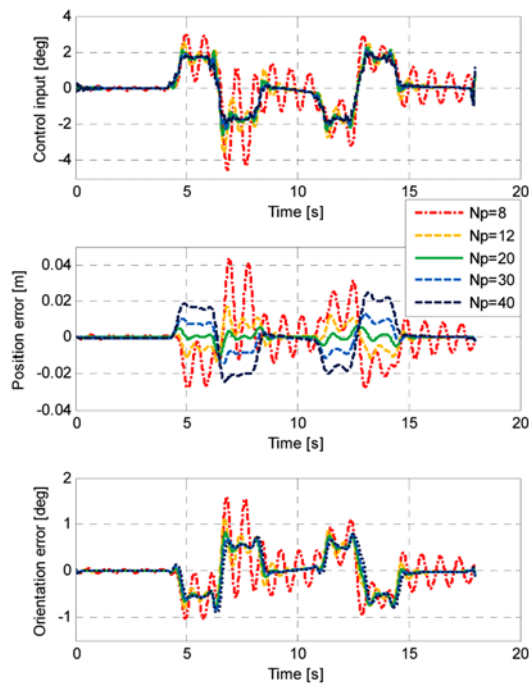 4
2
0
-2
-4
Control input [deg]
0 5 10 15 20
Time [s]
Np=8
Np=12
Np=20
Np=30
Np=40
0.04
0.02
0
-0.02
-0.04
Position error [m]
0 5 10 15 20
Time [s]
2
1
0
-1
Orientation error [deg]
0 5 10 15 20
Time [s]